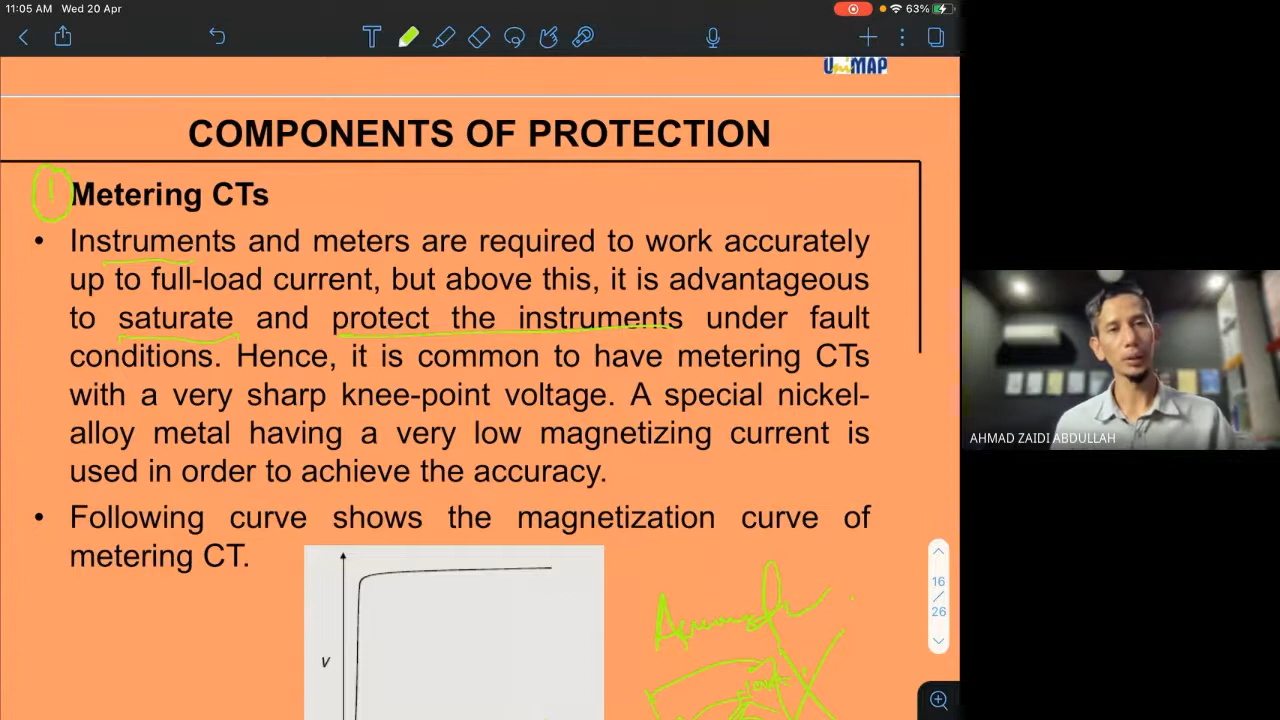 11:05 AM Wed 20 Apr
63%
UniMAP
COMPONENTS OF PROTECTION
1
Metering CTs
• Instruments and meters are required to work accurately
up to full-load current, but above this, it is advantageous
to saturate and protect the instruments under fault
conditions. Hence, it is common to have metering CTs
with a very sharp knee-point voltage. A special nickel-
alloy metal having a very low magnetizing current is
used in order to achieve the accuracy.
• Following curve shows the magnetization curve of
metering CT.
V
16
/
26
AHMAD ZAIDI ABDULLAH